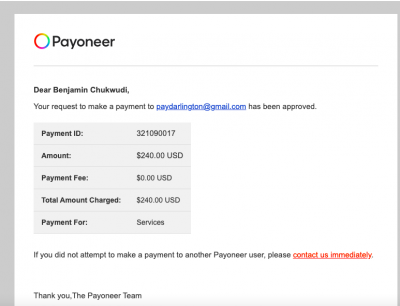 Payoneer
Dear Benjamin Chukwudi,
Your request to make a payment to paydarlington@gmail.com has been approved.
Payment ID: 321090017
Amount: $240.00 USD
Payment Fee: $0.00 USD
Total Amount Charged: $240.00 USD
Payment For: Services
If you did not attempt to make a payment to another Payoneer user, please contact us immediately.
Thank you,The Payoneer Team